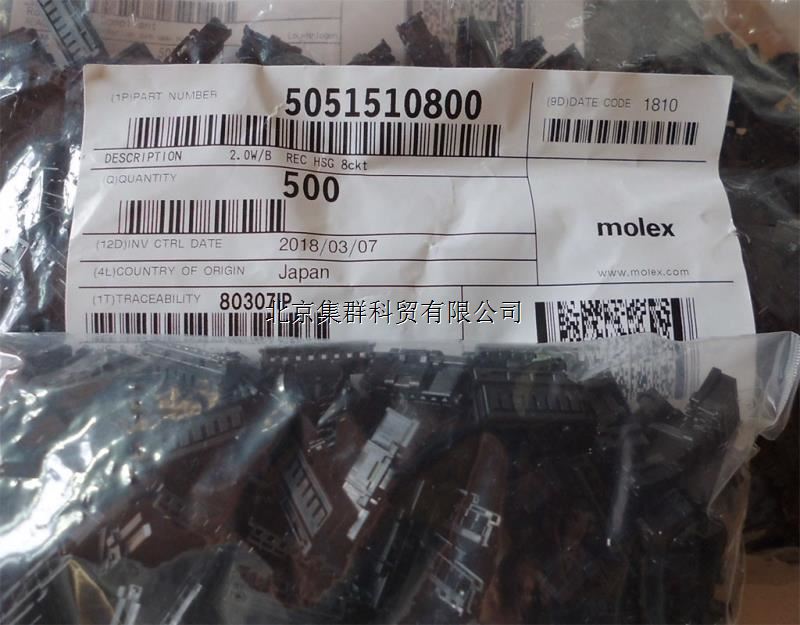 (1P)PART NUMBER 5051510800
(9D)DATE CODE 1810
DESCRIPTION 2.0W/B REC HSG 8ckt
(Q)QUANTITY 500
(12D)INV CTRL DATE 2018/03/07
molex
(4L)COUNTRY OF ORIGIN Japan
www.molex.com
(1T)TRACEABILITY 80307JP
北京集群科贸有限公司